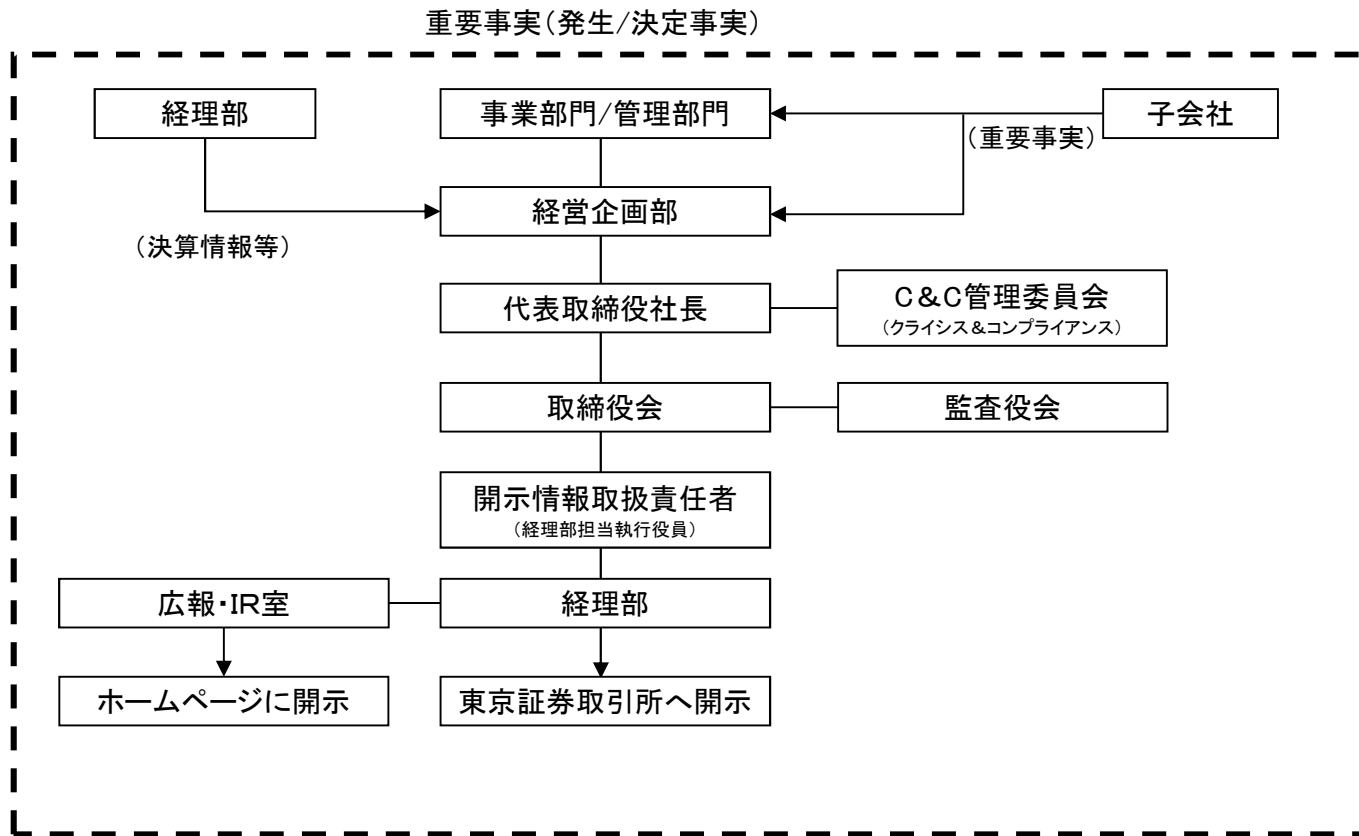 重要事実(発生/決定事実)
経理部
事業部門/管理部門
子会社
(重要事実)
経営企画部
(決算情報等)
代表取締役社長
C&C管理委員会
(クライシス&コンプライアンス)
取締役会
監査役会
開示情報取扱責任者
(経理部担当執行役員)
広報・IR室
経理部
ホームページに開示
東京証券取引所へ開示